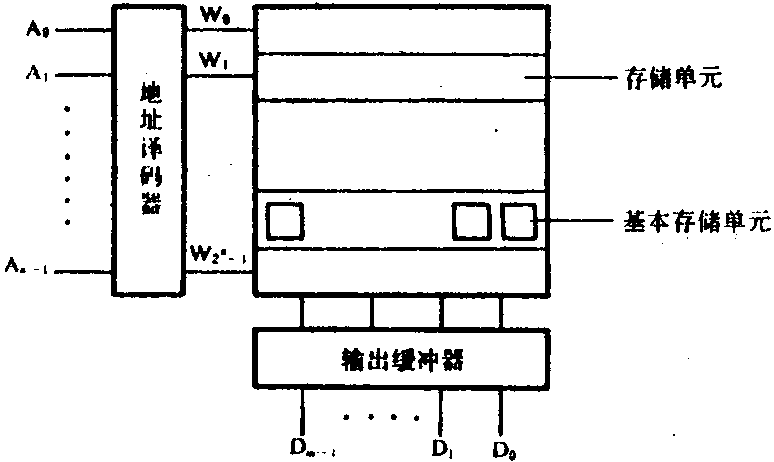 A₀ W₀
A₁ W₁ 存储单元
地址译码器
基本存储单元
Aₙ₋₁ W₂ⁿ₋₁
输出缓冲器
Dₘ₋₁ D₁ D₀